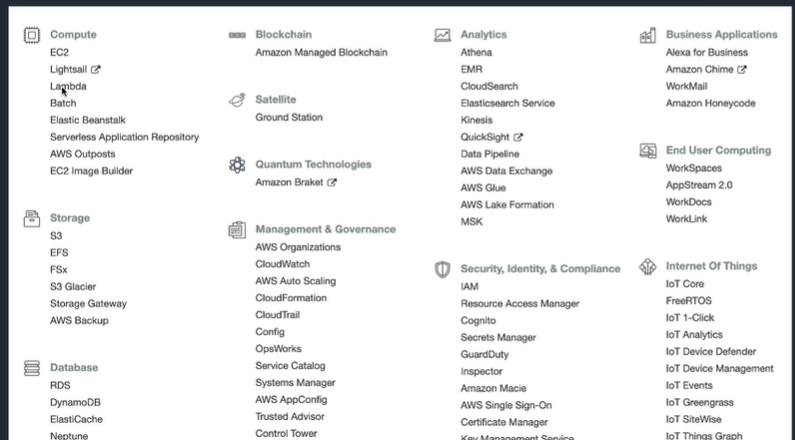 Compute
EC2
Lightsail
Lambda
Batch
Elastic Beanstalk
Serverless Application Repository
AWS Outposts
EC2 Image Builder
Storage
S3
EFS
FSx
S3 Glacier
Storage Gateway
AWS Backup
Database
RDS
DynamoDB
ElastiCache
Neptune
Blockchain
Amazon Managed Blockchain
Satellite
Ground Station
Quantum Technologies
Amazon Braket
Management & Governance
AWS Organizations
CloudWatch
AWS Auto Scaling
CloudFormation
CloudTrail
Config
OpsWorks
Service Catalog
Systems Manager
AWS AppConfig
Trusted Advisor
Control Tower
Analytics
Athena
EMR
CloudSearch
Elasticsearch Service
Kinesis
QuickSight
Data Pipeline
AWS Data Exchange
AWS Glue
AWS Lake Formation
MSK
Security, Identity, & Compliance
IAM
Resource Access Manager
Cognito
Secrets Manager
GuardDuty
Inspector
Amazon Macie
AWS Single Sign-On
Certificate Manager
Key Management Service
Business Applications
Alexa for Business
Amazon Chime
WorkMail
Amazon Honeycode
End User Computing
WorkSpaces
AppStream 2.0
WorkDocs
WorkLink
Internet Of Things
IoT Core
FreeRTOS
IoT 1-Click
IoT Analytics
IoT Device Defender
IoT Device Management
IoT Events
IoT Greengrass
IoT SiteWise
IoT Things Graph